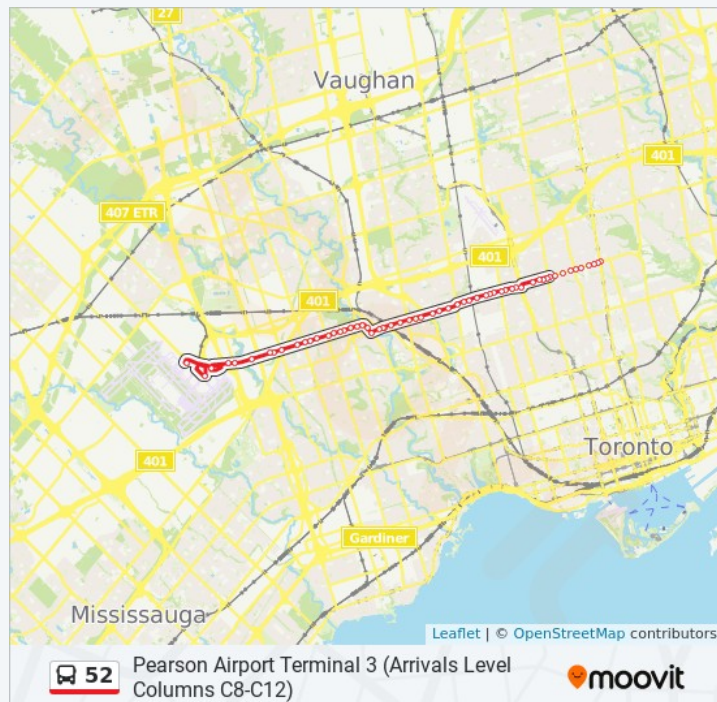 27
Vaughan
401
407 ETR
401
401
Toronto
401
Gardiner
Mississauga
Leaflet | © OpenStreetMap contributors
52 Pearson Airport Terminal 3 (Arrivals Level
Columns C8-C12)
moovit